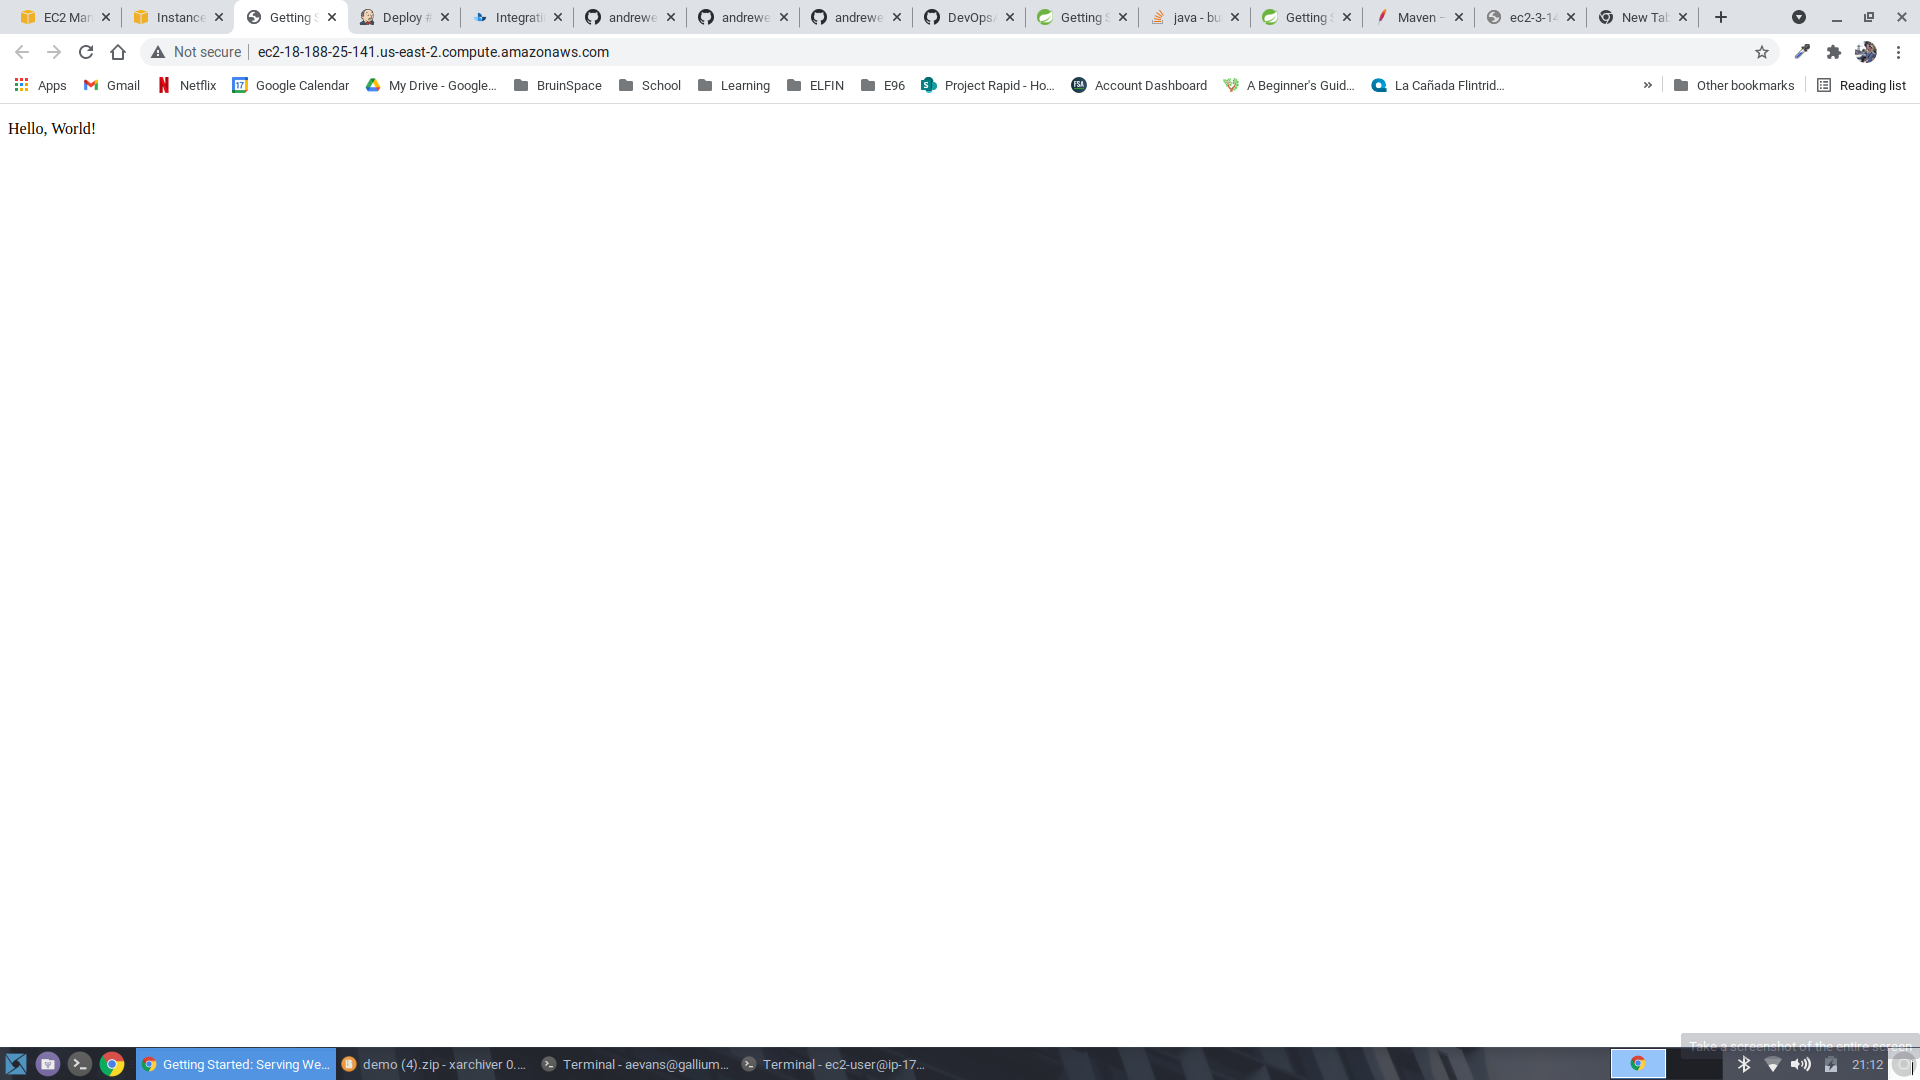 EC2 Man
Instance
Getting S
Deploy #
Integrati
andrewe
andrewe
andrewe
DevOps
Getting S
java - bu
Getting S
Maven –
ec2-3-14
New Tab
Not secure
ec2-18-188-25-141.us-east-2.compute.amazonaws.com
Apps
Gmail
Netflix
Google Calendar
My Drive - Google...
BruinSpace
School
Learning
ELFIN
E96
Project Rapid - Ho...
Account Dashboard
A Beginner's Guid...
La Cañada Flintrid...
»
Other bookmarks
Reading list
Hello, World!
Take a screenshot of the entire screen
Getting Started: Serving We...
demo (4).zip - xarchiver 0....
Terminal - aevans@gallium...
Terminal - ec2-user@ip-17...
21:12